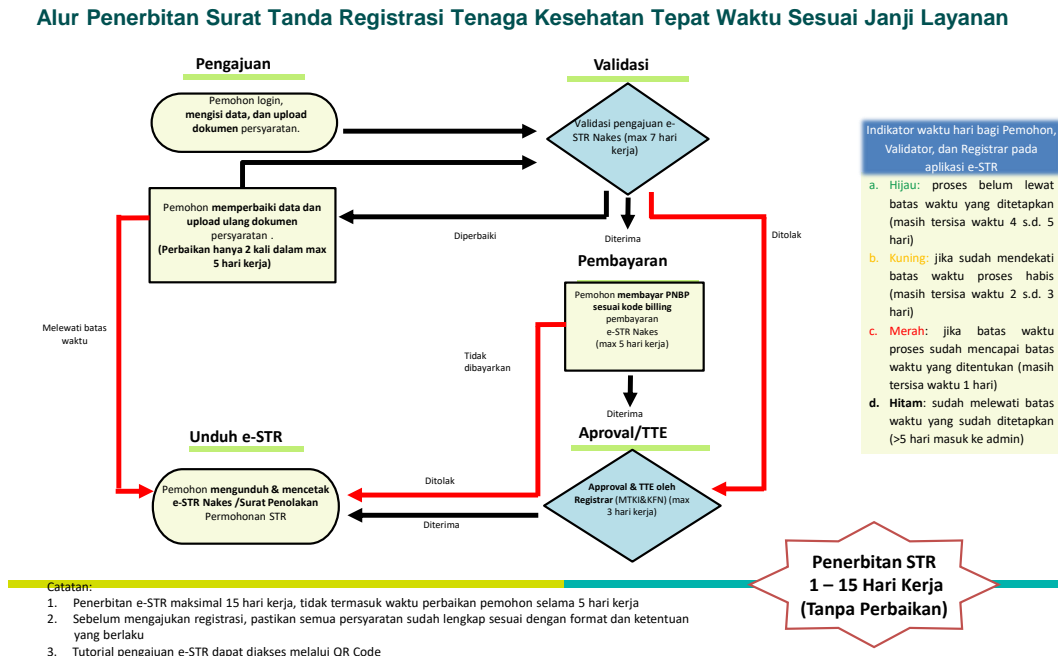 Alur Penerbitan Surat Tanda Registrasi Tenaga Kesehatan Tepat Waktu Sesuai Janji Layanan
Pengajuan
Pemohon login,
mengisi data, dan upload
dokumen persyaratan.
Validasi
Validasi pengajuan e-
STR Nakes (max 7 hari
kerja)
Pemohon memperbaiki data dan
upload ulang dokumen
persyaratan .
(Perbaikan hanya 2 kali dalam max
5 hari kerja)
Diperbaiki
Diterima
Ditolak
Pembayaran
Pemohon membayar PNBP
sesuai kode billing
pembayaran
e-STR Nakes
(max 5 hari kerja)
Melewati batas
waktu
Tidak
dibayarkan
Diterima
Aproval/TTE
Approval & TTE oleh
Registrar (MTKI&KFN) (max
3 hari kerja)
Unduh e-STR
Pemohon mengunduh & mencetak
e-STR Nakes /Surat Penolakan
Permohonan STR
Ditolak
Diterima
Indikator waktu hari bagi Pemohon,
Validator, dan Registrar pada
aplikasi e-STR
a. Hijau: proses belum lewat
batas waktu yang ditetapkan
(masih tersisa waktu 4 s.d. 5
hari)
b. Kuning: jika sudah mendekati
batas waktu proses habis
(masih tersisa waktu 2 s.d. 3
hari)
c. Merah: jika batas waktu
proses sudah mencapai batas
waktu yang ditentukan (masih
tersisa waktu 1 hari)
d. Hitam: sudah melewati batas
waktu yang sudah ditetapkan
(>5 hari masuk ke admin)
Penerbitan STR
1 – 15 Hari Kerja
(Tanpa Perbaikan)
Catatan:
1. Penerbitan e-STR maksimal 15 hari kerja, tidak termasuk waktu perbaikan pemohon selama 5 hari kerja
2. Sebelum mengajukan registrasi, pastikan semua persyaratan sudah lengkap sesuai dengan format dan ketentuan
yang berlaku
3. Tutorial pengajuan e-STR dapat diakses melalui QR Code